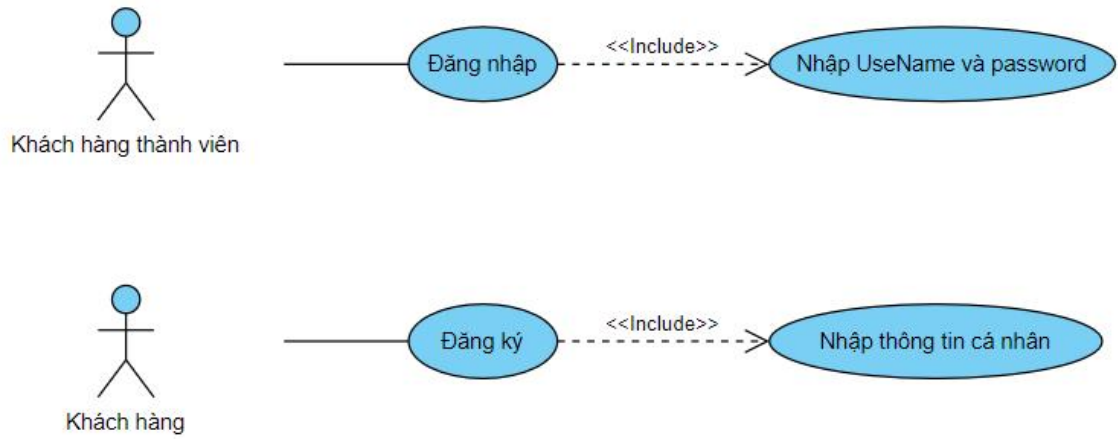 <<Include>>
Đăng nhập
Nhập UseName và password
Khách hàng thành viên
<<Include>>
Đăng ký
Nhập thông tin cá nhân
Khách hàng